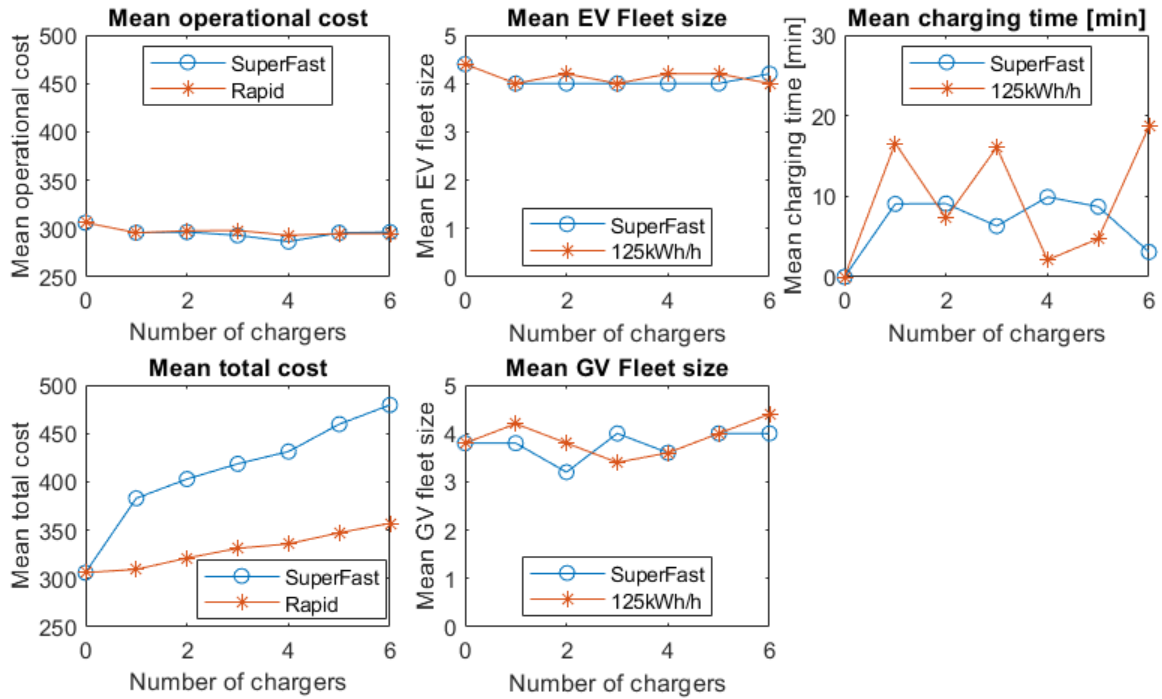 Mean operational cost
Mean operational cost
500
450
400
350
300
250
SuperFast
Rapid
0 2 4 6
Number of chargers
Mean EV Fleet size
Mean EV fleet size
5
4
3
2
1
0
SuperFast
125kWh/h
0 2 4 6
Number of chargers
Mean charging time [min]
Mean charging time [min]
30
20
10
0
SuperFast
125kWh/h
0 2 4 6
Number of chargers
Mean total cost
Mean total cost
500
450
400
350
300
250
SuperFast
Rapid
0 2 4 6
Number of chargers
Mean GV Fleet size
Mean GV fleet size
5
4
3
2
1
0
SuperFast
125kWh/h
0 2 4 6
Number of chargers